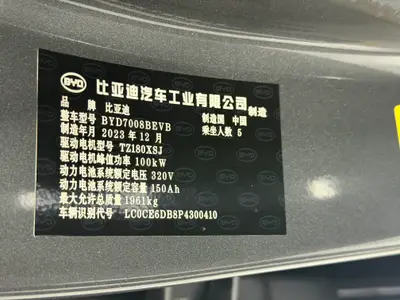 BYD 比亚迪汽车工业有限公司 制造
品 牌 比亚迪 制造国 中国
整车型号 BYD7008BEVB 乘坐人数 5
制造年月 2023 年 12 月
驱动电机型号 TZ180XSJ
驱动电机峰值功率 100kW
动力电池系统额定电压 320V
动力电池系统额定容量 150Ah
最大允许总质量 1961kg
车辆识别代号 LC0CE6DB8P4300410